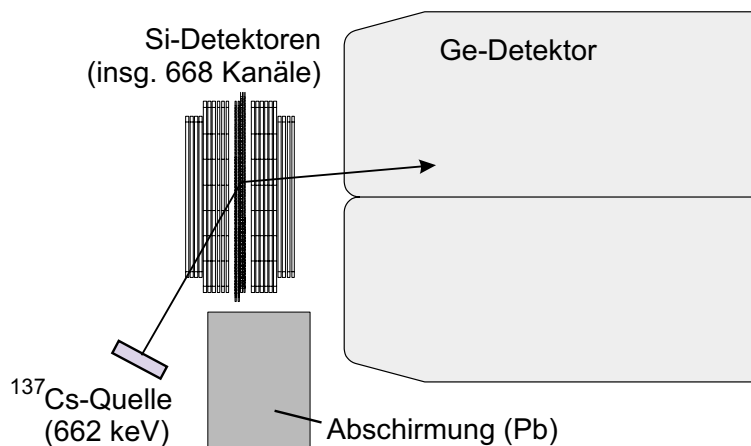 Si-Detektoren
(insg. 668 Kanäle)
Ge-Detektor
¹³⁷Cs-Quelle
(662 keV)
Abschirmung (Pb)